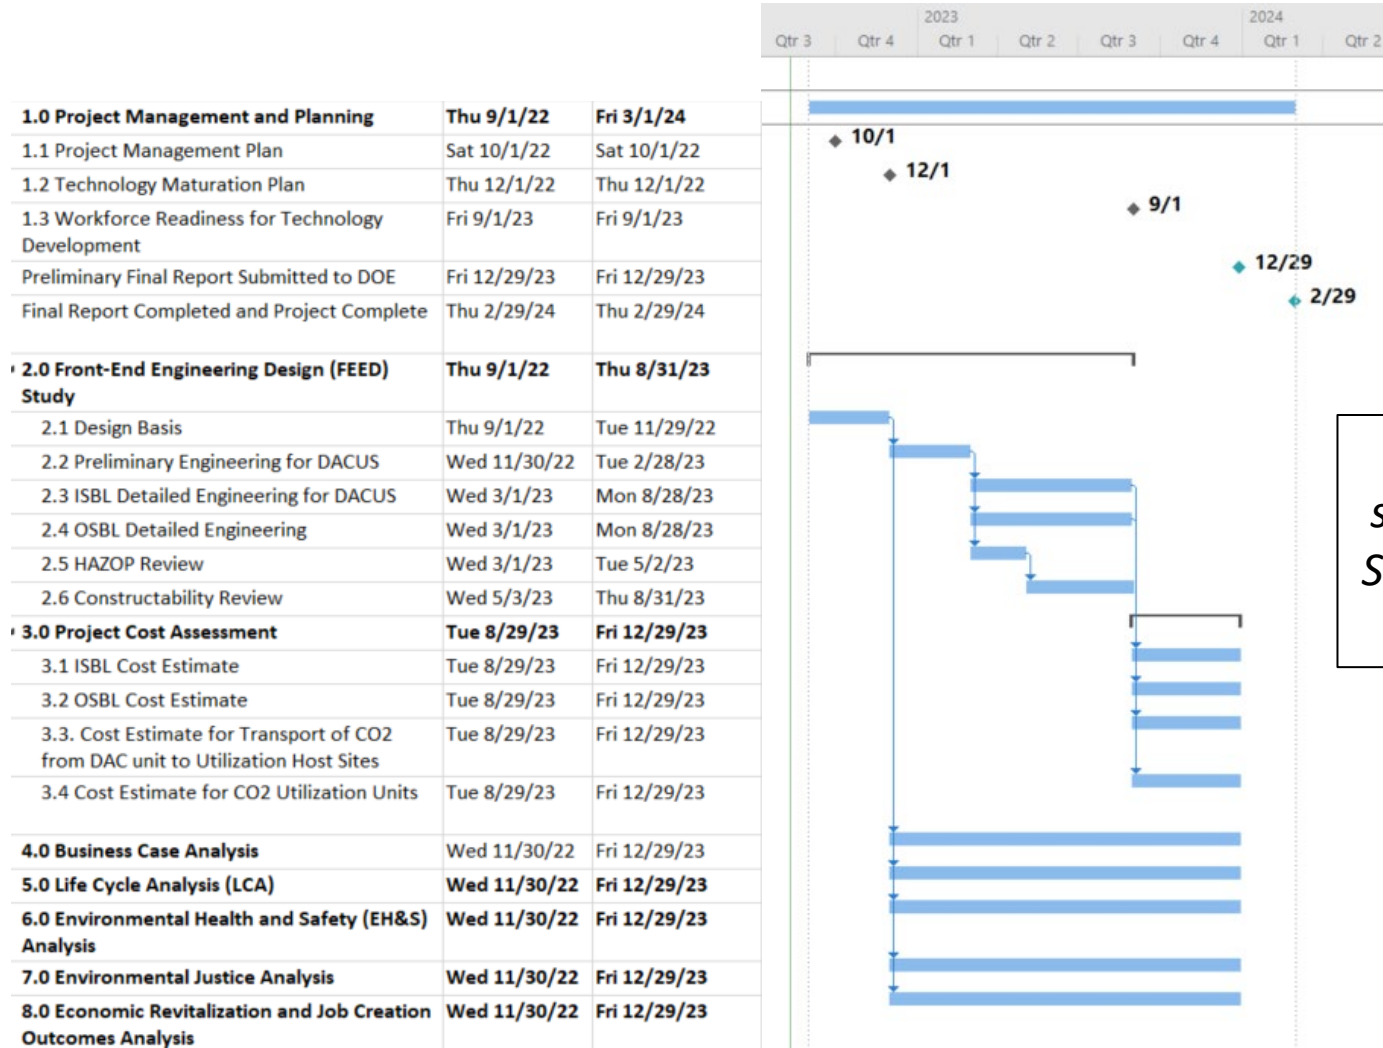 2023 2024
Qtr 3 Qtr 4 Qtr 1 Qtr 2 Qtr 3 Qtr 4 Qtr 1 Qtr 2
1.0 Project Management and Planning Thu 9/1/22 Fri 3/1/24
1.1 Project Management Plan Sat 10/1/22 Sat 10/1/22 10/1
1.2 Technology Maturation Plan Thu 12/1/22 Thu 12/1/22 12/1
1.3 Workforce Readiness for Technology Fri 9/1/23 Fri 9/1/23 9/1
Development
Preliminary Final Report Submitted to DOE Fri 12/29/23 Fri 12/29/23 12/29
Final Report Completed and Project Complete Thu 2/29/24 Thu 2/29/24 2/29
2.0 Front-End Engineering Design (FEED) Thu 9/1/22 Thu 8/31/23
Study
2.1 Design Basis Thu 9/1/22 Tue 11/29/22
2.2 Preliminary Engineering for DACUS Wed 11/30/22 Tue 2/28/23
2.3 ISBL Detailed Engineering for DACUS Wed 3/1/23 Mon 8/28/23
2.4 OSBL Detailed Engineering Wed 3/1/23 Mon 8/28/23
2.5 HAZOP Review Wed 3/1/23 Tue 5/2/23
2.6 Constructability Review Wed 5/3/23 Thu 8/31/23
3.0 Project Cost Assessment Tue 8/29/23 Fri 12/29/23
3.1 ISBL Cost Estimate Tue 8/29/23 Fri 12/29/23
3.2 OSBL Cost Estimate Tue 8/29/23 Fri 12/29/23
3.3. Cost Estimate for Transport of CO2 Tue 8/29/23 Fri 12/29/23
from DAC unit to Utilization Host Sites
3.4 Cost Estimate for CO2 Utilization Units Tue 8/29/23 Fri 12/29/23
4.0 Business Case Analysis Wed 11/30/22 Fri 12/29/23
5.0 Life Cycle Analysis (LCA) Wed 11/30/22 Fri 12/29/23
6.0 Environmental Health and Safety (EH&S) Wed 11/30/22 Fri 12/29/23
Analysis
7.0 Environmental Justice Analysis Wed 11/30/22 Fri 12/29/23
8.0 Economic Revitalization and Job Creation Wed 11/30/22 Fri 12/29/23
Outcomes Analysis